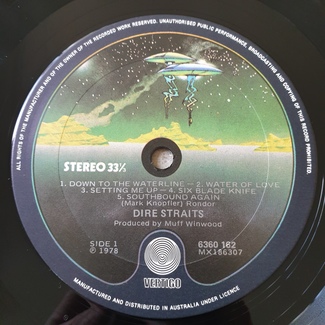 ALL RIGHTS OF THE MANUFACTURER AND OF THE OWNER OF THE RECORDED WORK RESERVED. UNAUTHORISED PUBLIC PERFORMANCE, BROADCASTING AND COPYING OF THIS RECORD PROHIBITED.
STEREO 33⅓
1. DOWN TO THE WATERLINE – 2. WATER OF LOVE
3. SETTING ME UP – 4. SIX BLADE KNIFE
5. SOUTHBOUND AGAIN
(Mark Knopfler) Rondor
DIRE STRAITS
Produced by Muff Winwood
SIDE 1
℗ 1978
6360 162
MX186307
VERTIGO
MANUFACTURED AND DISTRIBUTED IN AUSTRALIA UNDER LICENCE